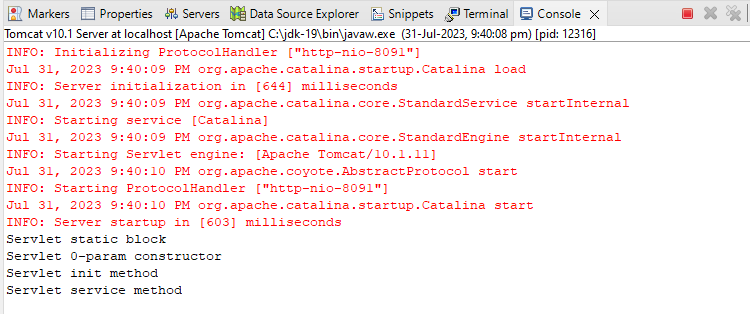 Markers Properties Servers Data Source Explorer Snippets Terminal Console
Tomcat v10.1 Server at localhost [Apache Tomcat] C:\jdk-19\bin\javaw.exe (31-Jul-2023, 9:40:08 pm) [pid: 12316]
INFO: Initializing ProtocolHandler ["http-nio-8091"]
Jul 31, 2023 9:40:09 PM org.apache.catalina.startup.Catalina load
INFO: Server initialization in [644] milliseconds
Jul 31, 2023 9:40:09 PM org.apache.catalina.core.StandardService startInternal
INFO: Starting service [Catalina]
Jul 31, 2023 9:40:09 PM org.apache.catalina.core.StandardEngine startInternal
INFO: Starting Servlet engine: [Apache Tomcat/10.1.11]
Jul 31, 2023 9:40:10 PM org.apache.coyote.AbstractProtocol start
INFO: Starting ProtocolHandler ["http-nio-8091"]
Jul 31, 2023 9:40:10 PM org.apache.catalina.startup.Catalina start
INFO: Server startup in [603] milliseconds
Servlet static block
Servlet 0-param constructor
Servlet init method
Servlet service method